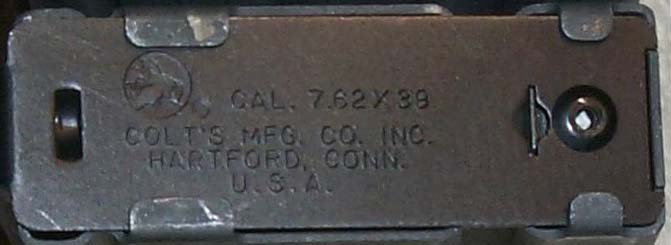 CAL. 7.62X39
COLT'S MFG. CO. INC.
HARTFORD, CONN.
U.S.A.